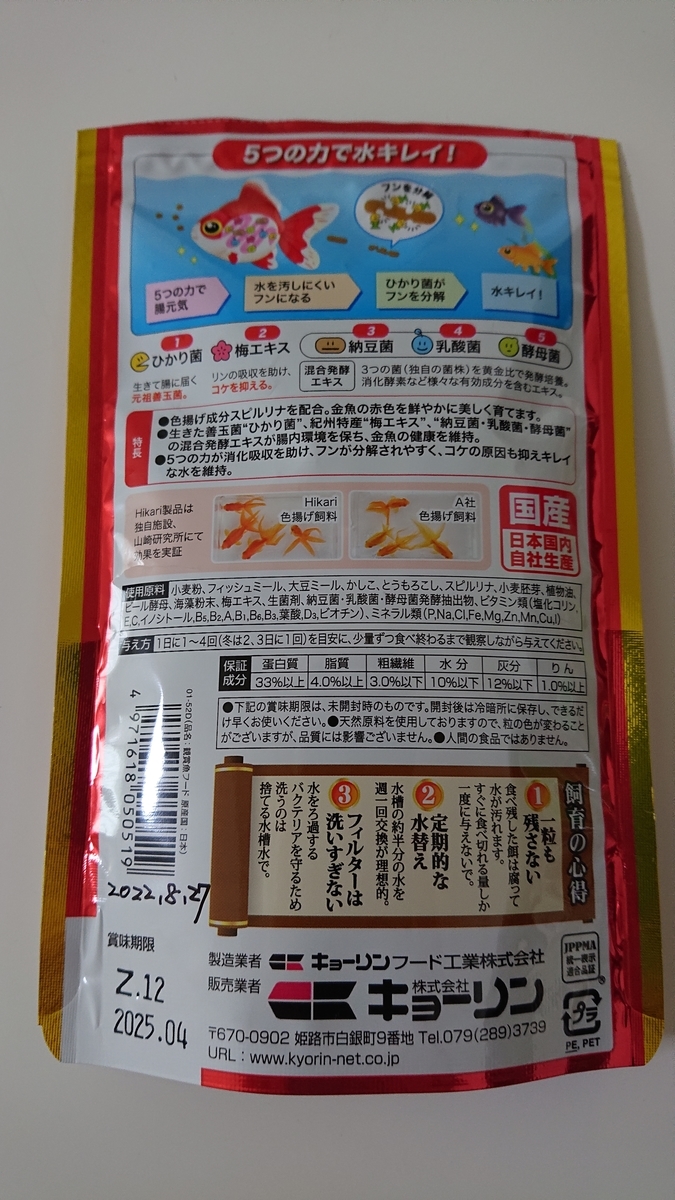 5つの力で水キレイ!
フンを分解
5つの力で
腸元気
水を汚しにくい
フンになる
ひかり菌が
フンを分解
水キレイ!
1
ひかり菌
生きて腸に届く
元祖善玉菌。
2
梅エキス
リンの吸収を助け、
コケを抑える。
3
納豆菌
4
乳酸菌
5
酵母菌
混合発酵
エキス
3つの菌(独自の菌株)を黄金比で発酵培養。
消化酵素など様々な有効成分を含むエキス。
特長
●色揚げ成分スピルリナを配合。金魚の赤色を鮮やかに美しく育てます。
●生きた善玉菌"ひかり菌"、紀州特産"梅エキス"、"納豆菌・乳酸菌・酵母菌"
の混合発酵エキスが腸内環境を保ち、金魚の健康を維持。
●5つの力が消化吸収を助け、フンが分解されやすく、コケの原因も抑えキレイ
な水を維持。
Hikari製品は
独自施設、
山崎研究所にて
効果を実証
Hikari
色揚げ飼料
A社
色揚げ飼料
国産
日本国内
自社生産
使用原料 小麦粉、フィッシュミール、大豆ミール、かしこ、とうもろこし、スピルリナ、小麦胚芽、植物油、
ビール酵母、海藻粉末、梅エキス、生菌剤、納豆菌・乳酸菌・酵母菌発酵抽出物、ビタミン類(塩化コリン、
E,C,イノシトール,B5,B2,A,B1,B6,B3,葉酸,D3,ビオチン)、ミネラル類(P,Na,Cl,Fe,Mg,Zn,Mn,Cu,I)
与え方 1日に1~4回(冬は2、3日に1回)を目安に、少量ずつ食べ終わるまで観察しながら与えてください。
保証
成分
蛋白質 脂質 粗繊維 水分 灰分 りん
33%以上 4.0%以上 3.0%以下 10%以下 12%以下 1.0%以上
●下記の賞味期限は、未開封時のものです。開封後は冷暗所に保存し、できるだ
け早くお使いください。●天然原料を使用しておりますので、粒の色が変わること
がございますが、品質には影響ございません。●人間の食品ではありません。
01-52D(品名:観賞魚フード 原産国:日本)
4 971618 050519
飼育の心得
1 一粒も
残さない
食べ残した餌は腐って
水が汚れます。
すぐに食べ切れる量しか
一度に与えないで。
2 定期的な
水替え
水槽の約半分の水を
週一回交換が理想的。
3 フィルターは
洗いすぎない
水をろ過する
バクテリアを守るため
洗うのは
捨てる水槽水で。
2022,8,27
賞味期限
Z.12
2025.04
製造業者 キョーリンフード工業株式会社
販売業者 株式会社キョーリン
〒670-0902 姫路市白銀町9番地 Tel.079(289)3739
URL:www.kyorin-net.co.jp
JPPMA
統一表示
適合品証
プラ
PE, PET